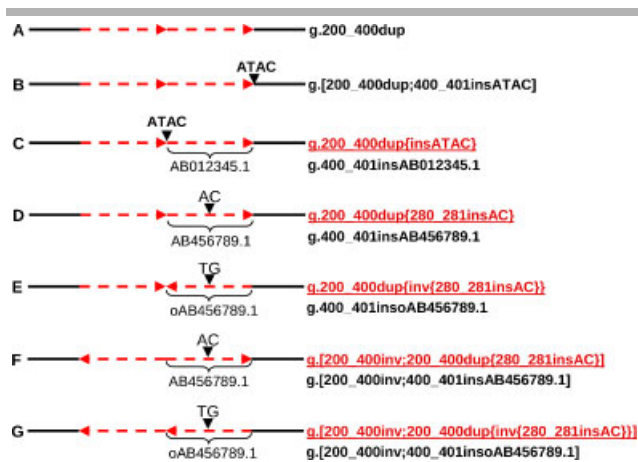 A g.200_400dup
ATAC
B g.[200_400dup;400_401insATAC]
ATAC
C g.200_400dup{insATAC}
AB012345.1 g.400_401insAB012345.1
AC
D g.200_400dup{280_281insAC}
AB456789.1 g.400_401insAB456789.1
TG
E g.200_400dup{inv{280_281insAC}}
oAB456789.1 g.400_401insoAB456789.1
AC
F g.[200_400inv;200_400dup{280_281insAC}]
AB456789.1 g.[200_400inv;400_401insAB456789.1]
TG
G g.[200_400inv;200_400dup{inv{280_281insAC}}]
oAB456789.1 g.[200_400inv;400_401insoAB456789.1]